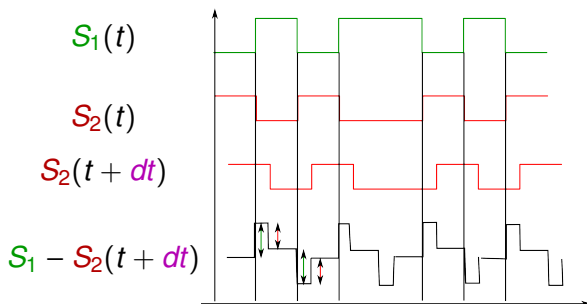 S₁(t)
S₂(t)
S₂(t + dt)
S₁ − S₂(t + dt)